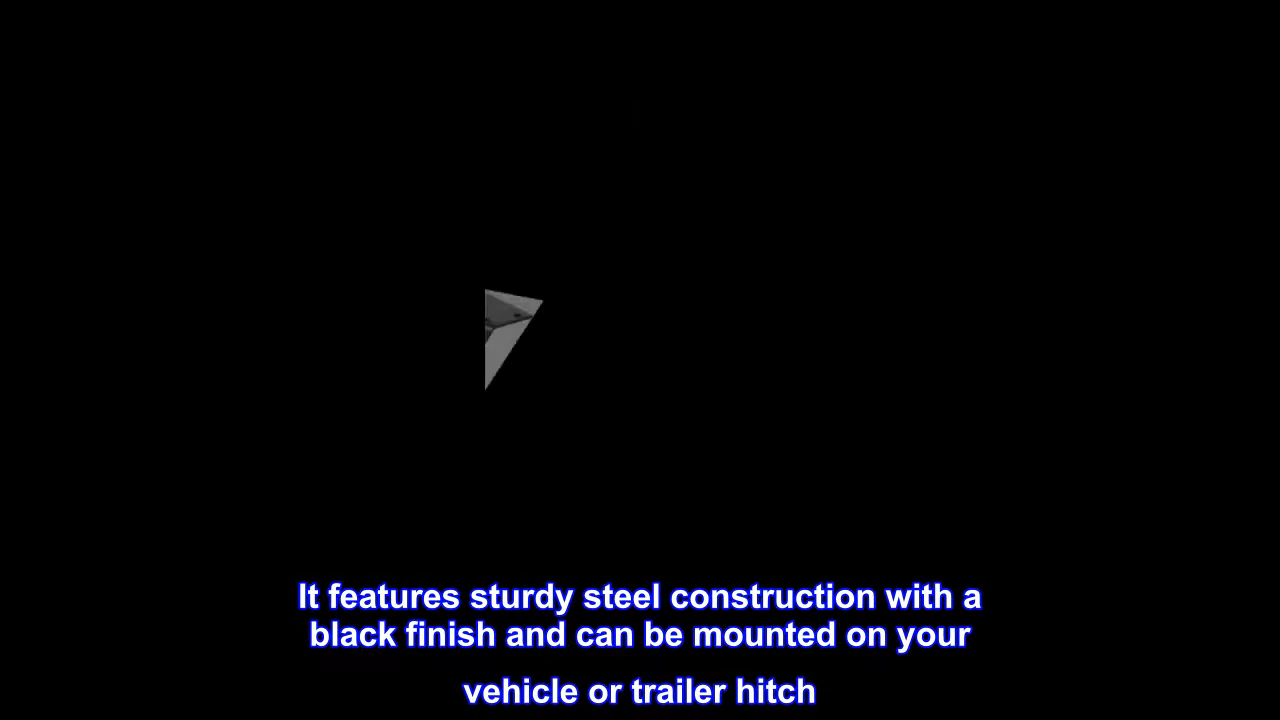 It features sturdy steel construction with a
black finish and can be mounted on your
vehicle or trailer hitch